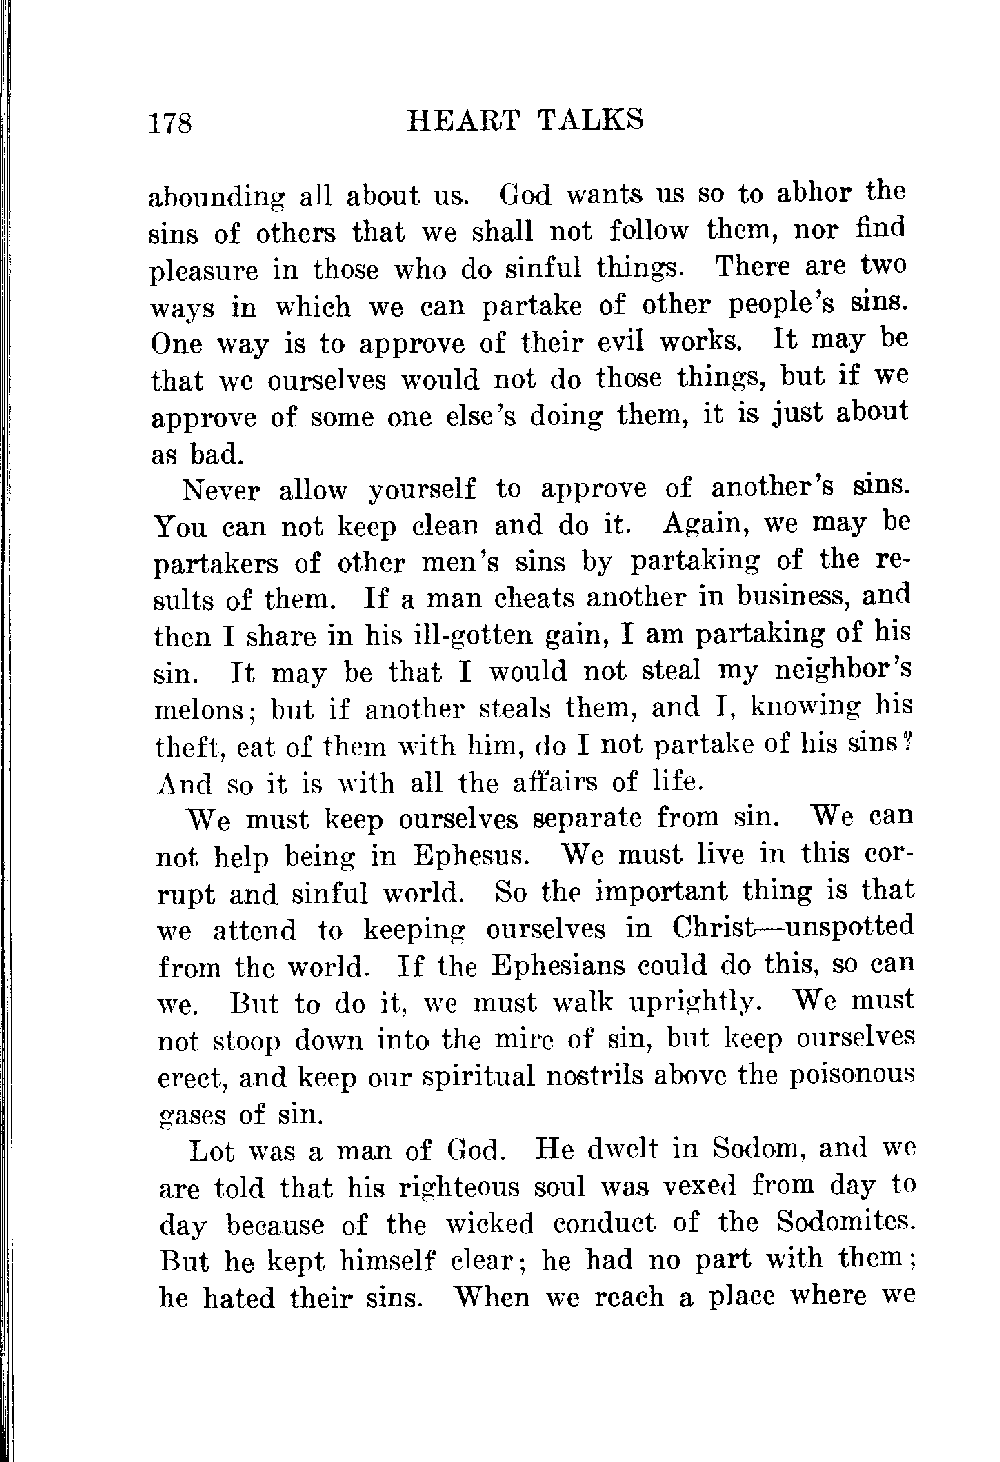 178 HEART TALKS
abounding all about us. God wants us so to abhor the
sins of others that we shall not follow them, nor find
pleasure in those who do sinful things. There are two
ways in which we can partake of other people's sins.
One way is to approve of their evil works. It may be
that we ourselves would not do those things, but if we
approve of some one else's doing them, it is just about
as bad.
Never allow yourself to approve of another's sins.
You can not keep clean and do it. Again, we may be
partakers of other men's sins by partaking of the re-
sults of them. If a man cheats another in business, and
then I share in his ill-gotten gain, I am partaking of his
sin. It may be that I would not steal my neighbor's
melons; but if another steals them, and I, knowing his
theft, eat of them with him, do I not partake of his sins?
And so it is with all the affairs of life.
We must keep ourselves separate from sin. We can
not help being in Ephesus. We must live in this cor-
rupt and sinful world. So the important thing is that
we attend to keeping ourselves in Christ—unspotted
from the world. If the Ephesians could do this, so can
we. But to do it, we must walk uprightly. We must
not stoop down into the mire of sin, but keep ourselves
erect, and keep our spiritual nostrils above the poisonous
gases of sin.
Lot was a man of God. He dwelt in Sodom, and we
are told that his righteous soul was vexed from day to
day because of the wicked conduct of the Sodomites.
But he kept himself clear; he had no part with them;
he hated their sins. When we reach a place where we